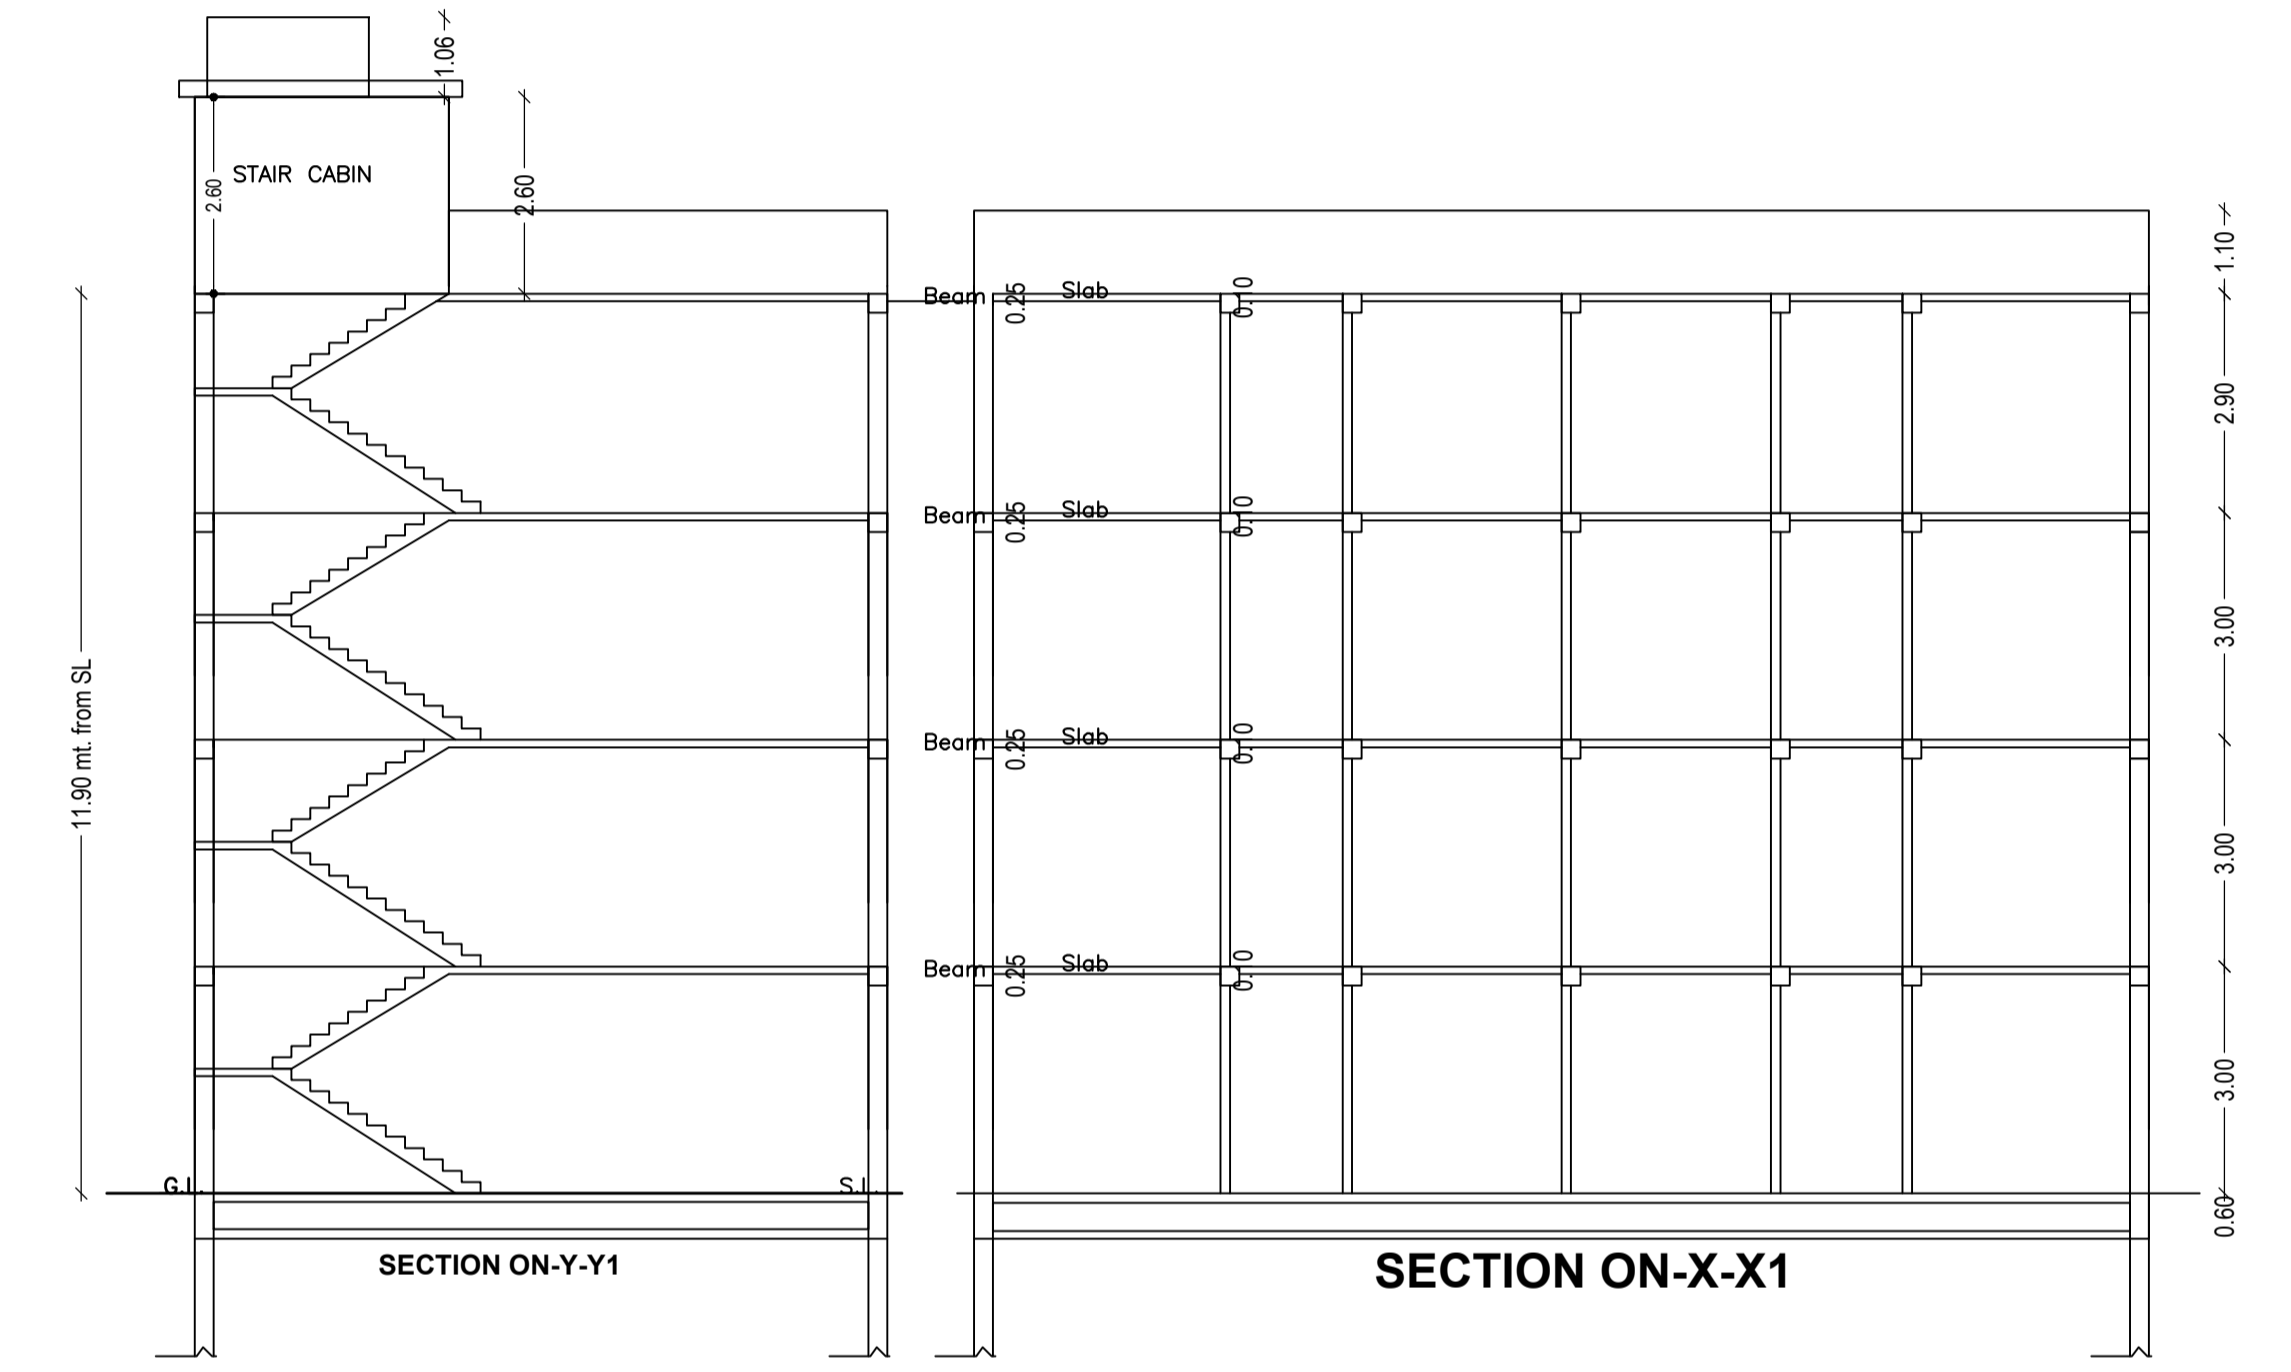 1.06
STAIR CABIN
2.60
2.60
1.10
Beam
0.25
Slab
0.10
2.90
Beam
0.25
Slab
0.10
3.00
11.90 mt. from SL
Beam
0.25
Slab
0.10
3.00
Beam
0.25
Slab
0.10
3.00
G.L.
S.L.
0.60
SECTION ON-Y-Y1
SECTION ON-X-X1